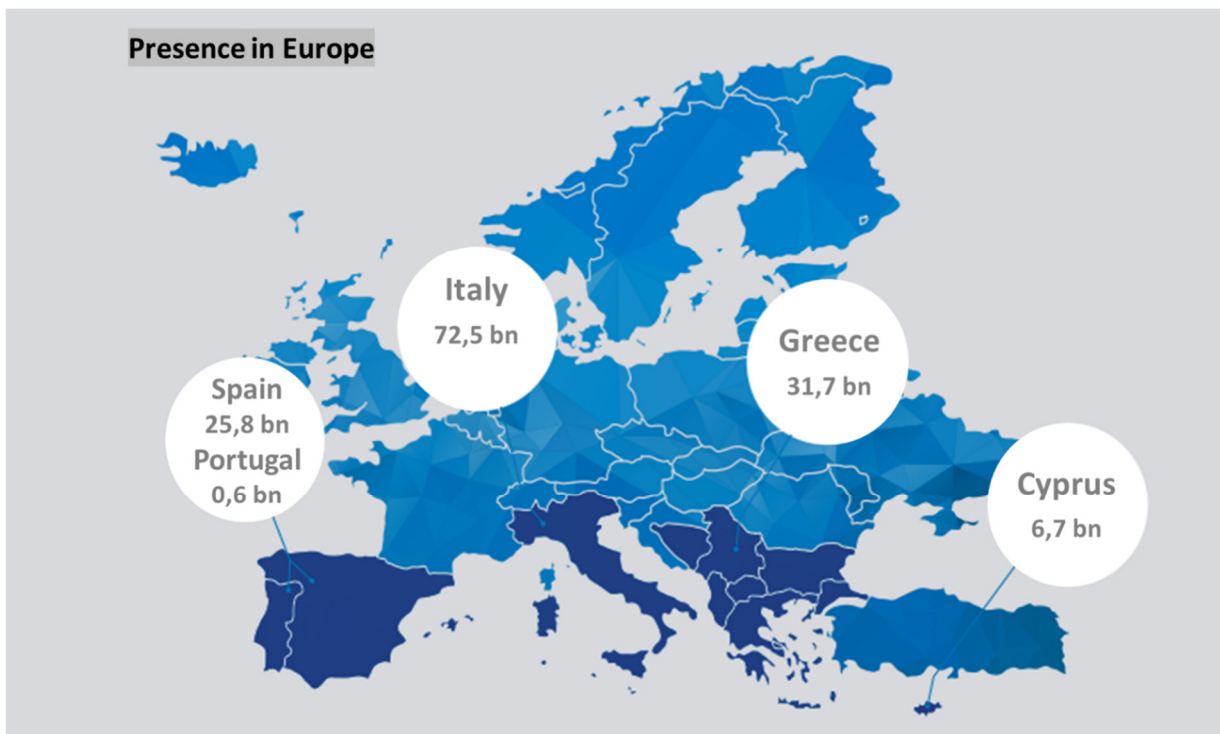 Presence in Europe
Italy
72,5 bn
Greece
31,7 bn
Spain
25,8 bn
Portugal
0,6 bn
Cyprus
6,7 bn